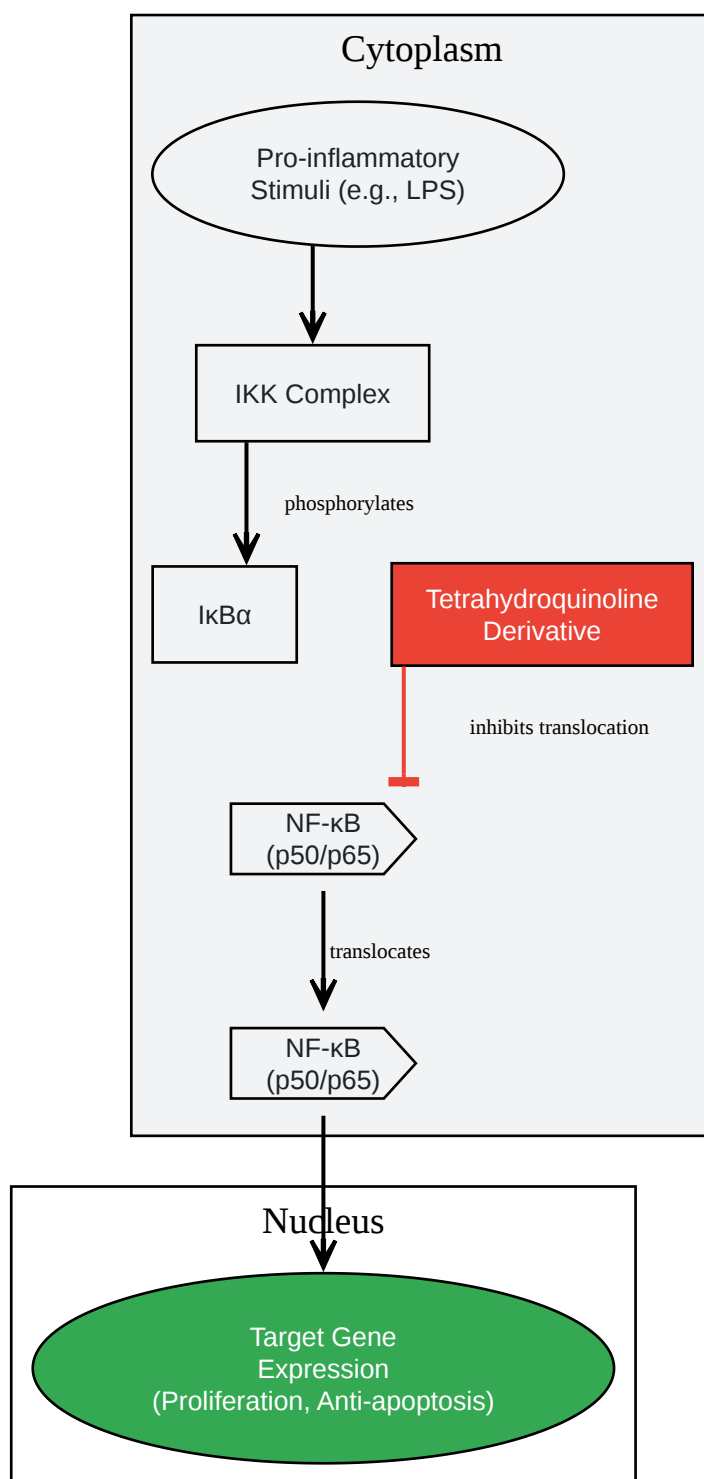 Cytoplasm
Pro-inflammatory
Stimuli (e.g., LPS)
IKK Complex
phosphorylates
IκBα
Tetrahydroquinoline
Derivative
inhibits translocation
NF-κB
(p50/p65)
translocates
NF-κB
(p50/p65)
Nucleus
Target Gene
Expression
(Proliferation, Anti-apoptosis)